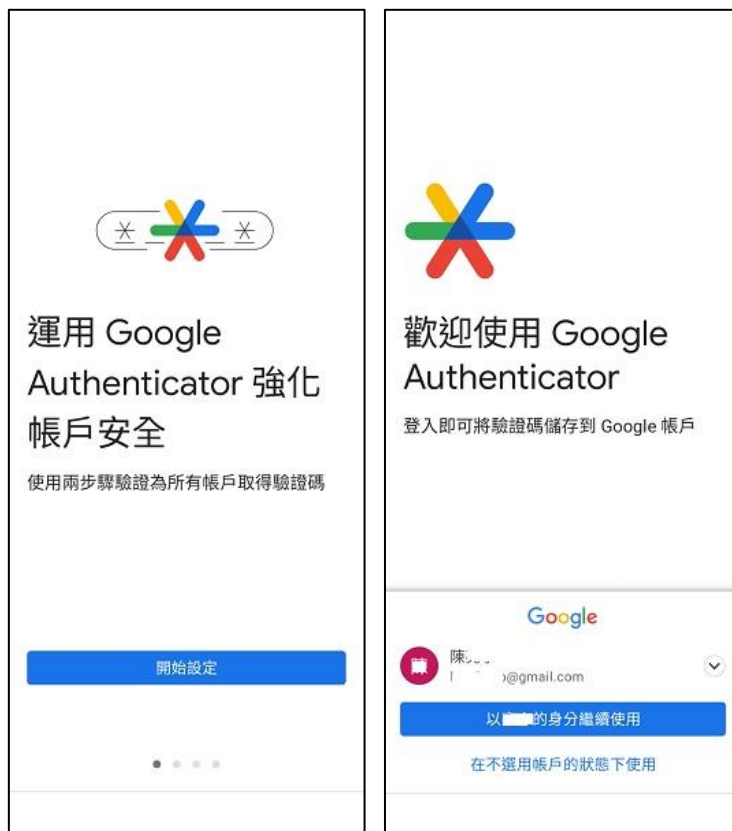 運用 Google
Authenticator 強化
帳戶安全
使用兩步驟驗證為所有帳戶取得驗證碼
開始設定
歡迎使用 Google
Authenticator
登入即可將驗證碼儲存到 Google 帳戶
Google
陳
陳
@gmail.com
以 的身分繼續使用
在不選用帳戶的狀態下使用